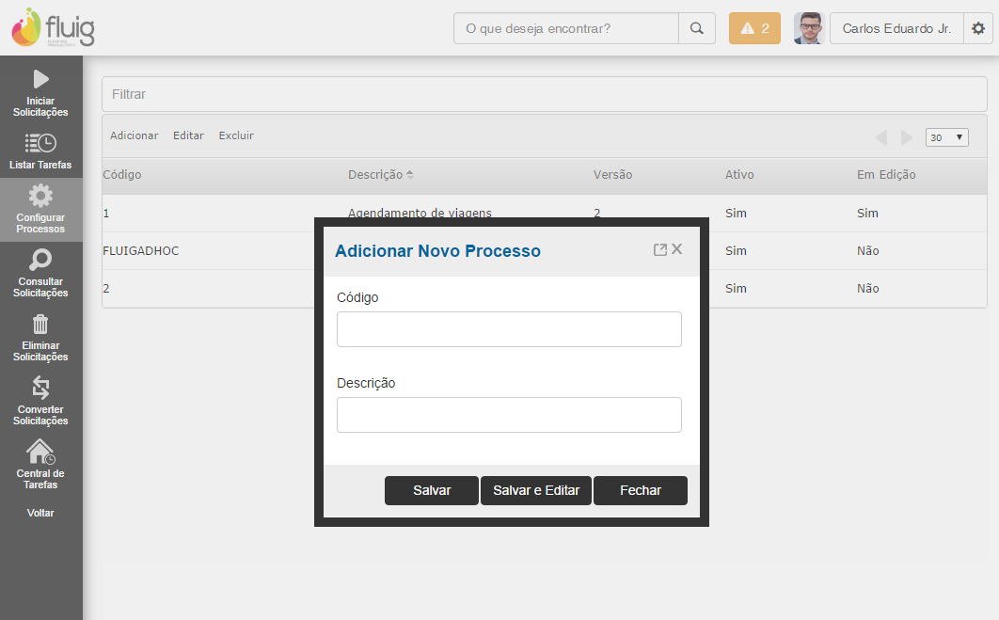 fluig
O que deseja encontrar?
2
Carlos Eduardo Jr.
Iniciar
Solicitações
Listar Tarefas
Configurar
Processos
Consultar
Solicitações
Eliminar
Solicitações
Converter
Solicitações
Central de
Tarefas
Voltar
Filtrar
Adicionar Editar Excluir
30
Código Descrição Versão Ativo Em Edição
1 Agendamento de viagens 2 Sim Sim
FLUIGADHOC Sim Não
2 Sim Não
Adicionar Novo Processo
X
Código
Descrição
Salvar Salvar e Editar Fechar